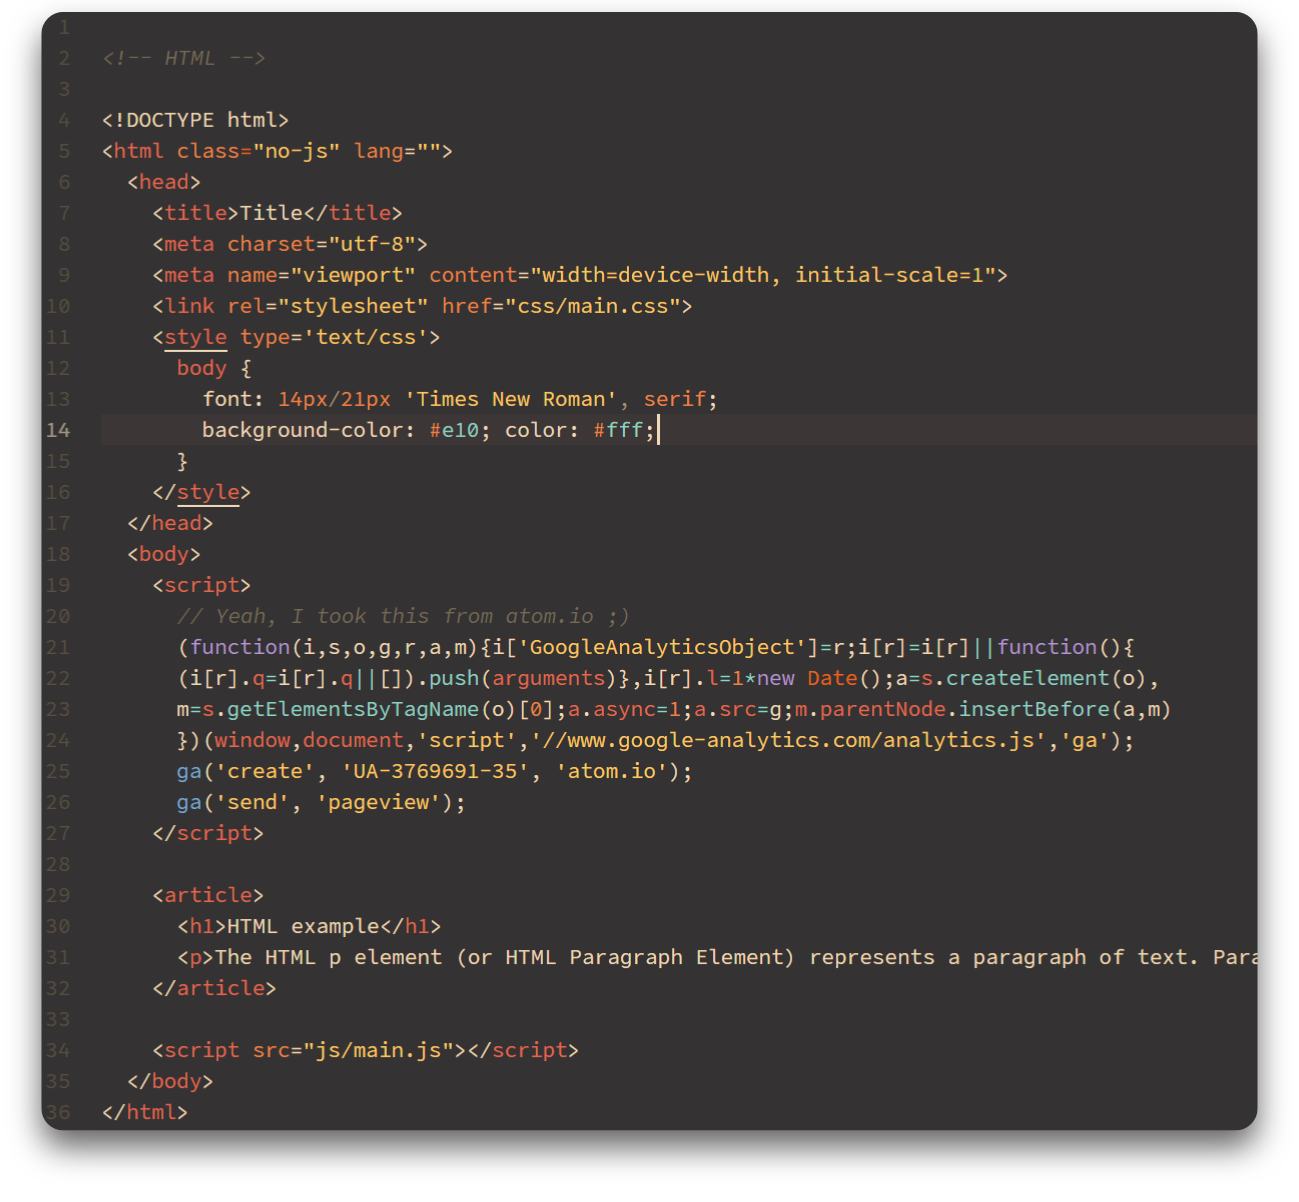 1
2 <!-- HTML -->
3
4 <!DOCTYPE html>
5 <html class="no-js" lang="">
6   <head>
7     <title>Title</title>
8     <meta charset="utf-8">
9     <meta name="viewport" content="width=device-width, initial-scale=1">
10     <link rel="stylesheet" href="css/main.css">
11     <style type='text/css'>
12       body {
13         font: 14px/21px 'Times New Roman', serif;
14         background-color: #e10; color: #fff;
15       }
16     </style>
17   </head>
18   <body>
19     <script>
20       // Yeah, I took this from atom.io ;)
21       (function(i,s,o,g,r,a,m){i['GoogleAnalyticsObject']=r;i[r]=i[r]||function(){
22       (i[r].q=i[r].q||[]).push(arguments)},i[r].l=1*new Date();a=s.createElement(o),
23       m=s.getElementsByTagName(o)[0];a.async=1;a.src=g;m.parentNode.insertBefore(a,m)
24       })(window,document,'script','//www.google-analytics.com/analytics.js','ga');
25       ga('create', 'UA-3769691-35', 'atom.io');
26       ga('send', 'pageview');
27     </script>
28
29     <article>
30       <h1>HTML example</h1>
31       <p>The HTML p element (or HTML Paragraph Element) represents a paragraph of text. Para
32     </article>
33
34     <script src="js/main.js"></script>
35   </body>
36 </html>